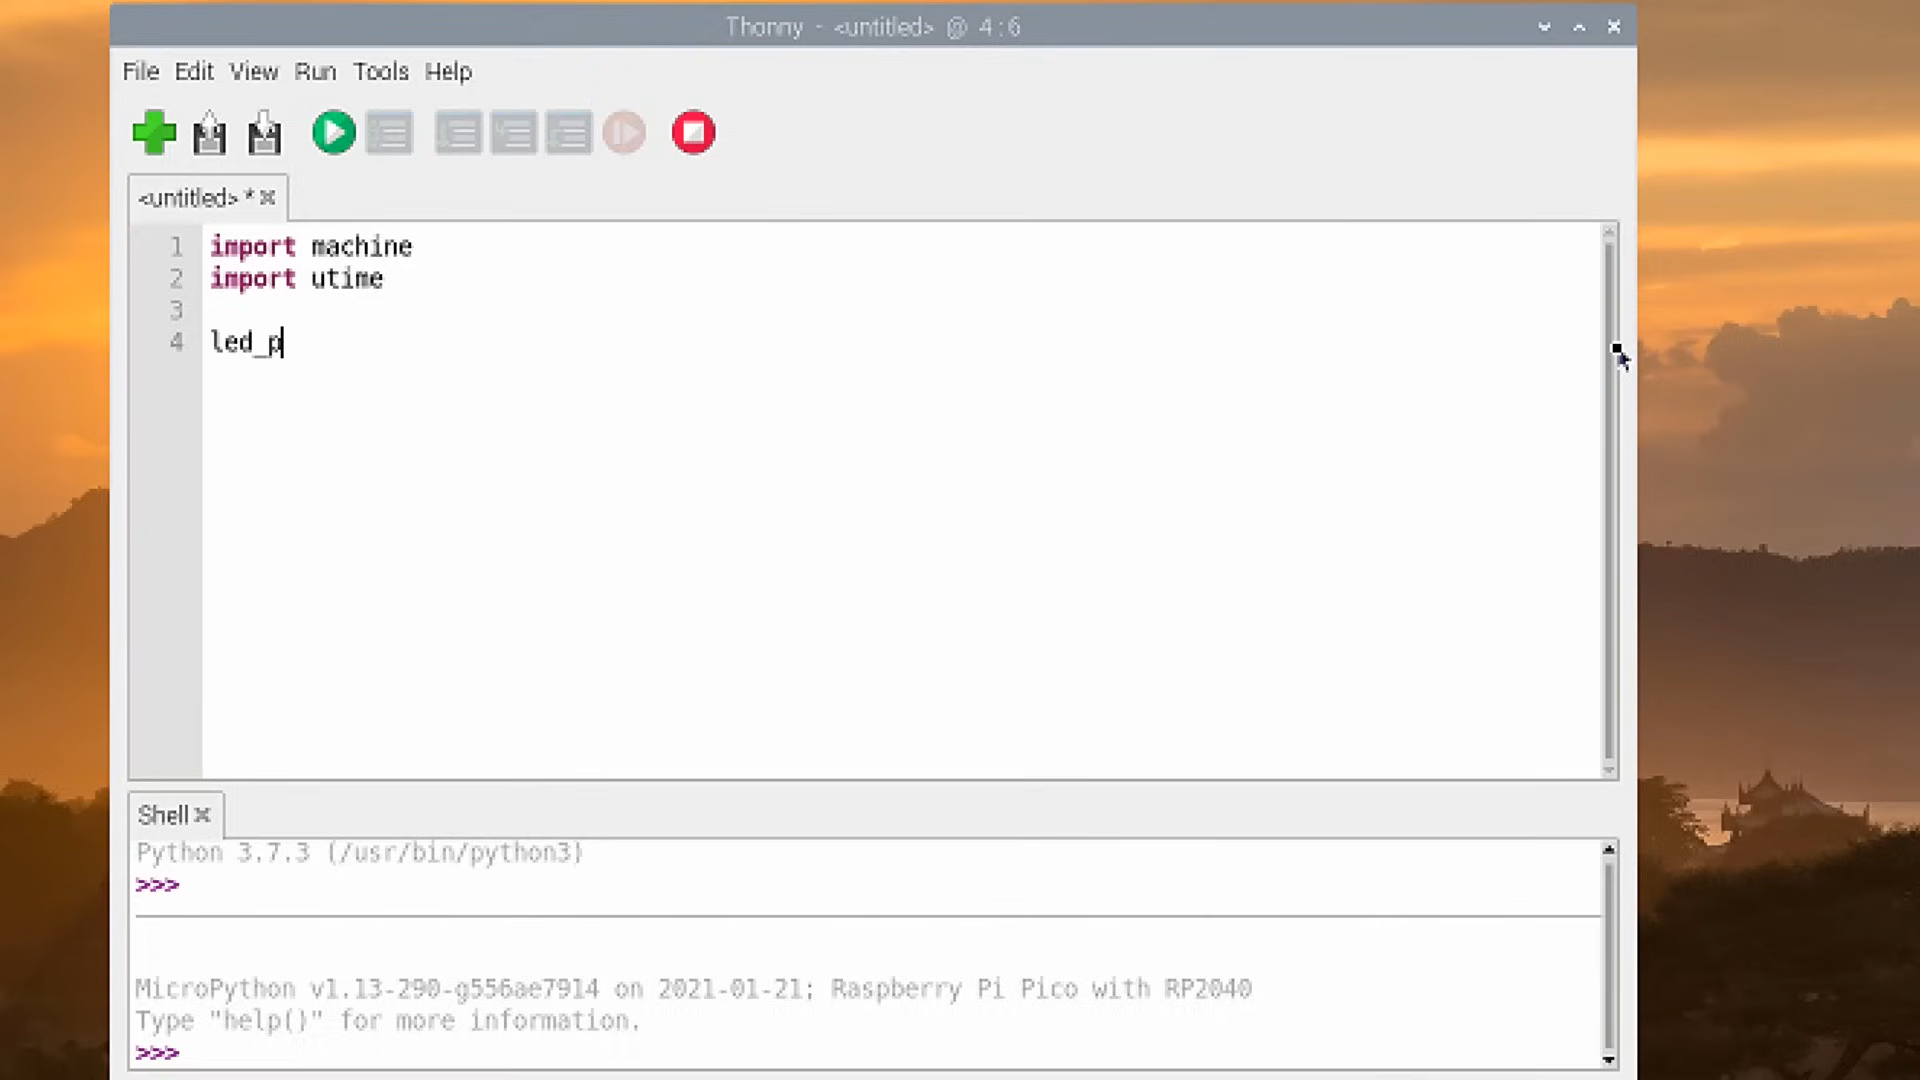 Thonny - <untitled> @ 4:6
File Edit View Run Tools Help
<untitled> *
1 import machine
2 import utime
3
4 led_p
Shell
Python 3.7.3 (/usr/bin/python3)
>>>
MicroPython v1.13-290-g556ae7914 on 2021-01-21; Raspberry Pi Pico with RP2040
Type "help()" for more information.
>>>